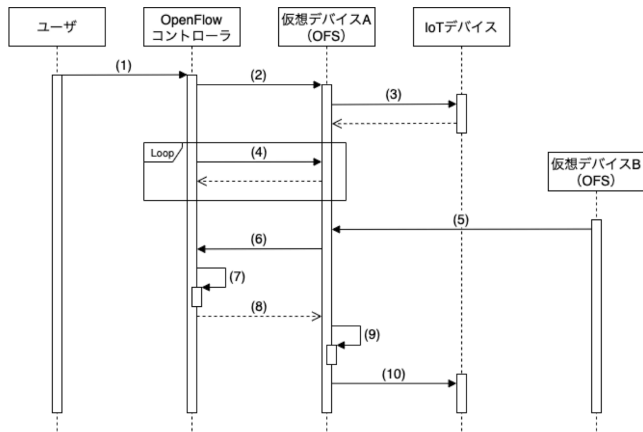 ユーザ
OpenFlow
コントローラ
仮想デバイスA
（OFS）
IoTデバイス
(1)
(2)
(3)
Loop
(4)
仮想デバイスB
（OFS）
(5)
(6)
(7)
(8)
(9)
(10)